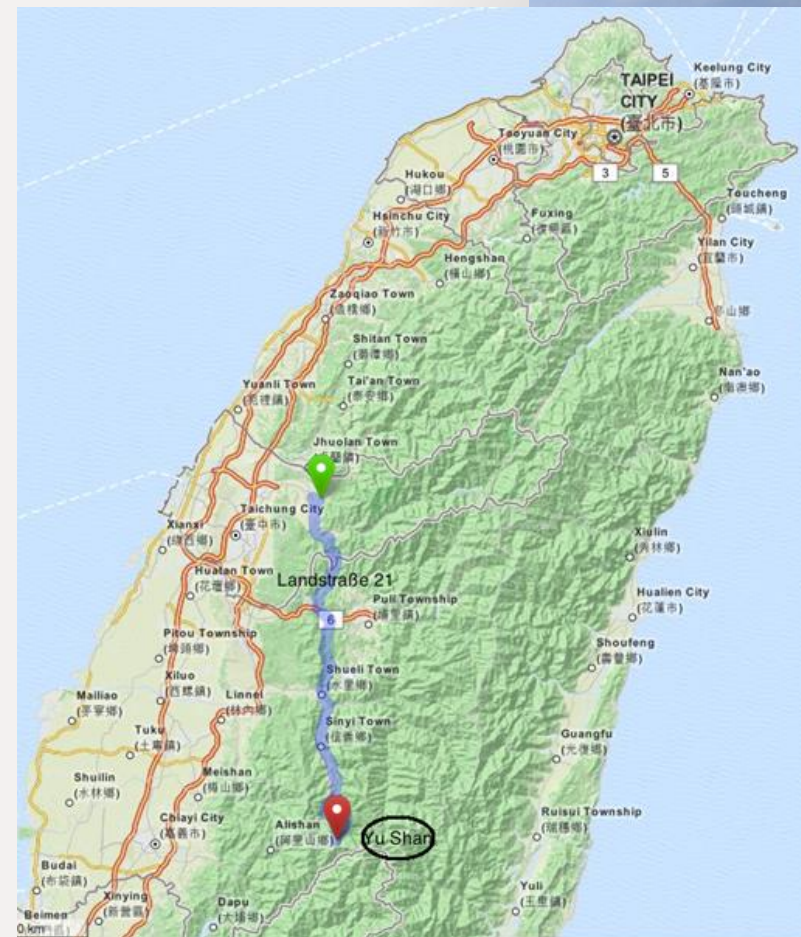 Keelung City
(基隆市)
TAIPEI
CITY
(臺北市)
Taoyuan City
(桃園市)
3
5
Hukou
(湖口鄉)
Toucheng
(頭城鎮)
Hsinchu City
(新竹市)
Fuxing
(復興區)
Yilan City
(宜蘭市)
Hengshan
(橫山鄉)
Zaoqiao Town
(造橋鄉)
冬山鄉
Shitan Town
(獅潭鄉)
Nan'ao
(南澳鄉)
Tai'an Town
(泰安鄉)
Yuanli Town
(苑裡鎮)
Jhuolan Town
Taichung City
(臺中市)
Xianxi
(線西鄉)
Xiulin
(秀林鄉)
Huatan Town
(花壇鄉)
Landstraße 21
Puli Township
(埔里鎮)
6
Hualien City
(花蓮市)
Pitou Township
(埤頭鄉)
Shoufeng
(壽豐鄉)
Shueli Town
(水里鄉)
Xiluo
(西螺鎮)
Mailiao
(麥寮鄉)
Linnei
(林內鄉)
Sinyi Town
(信義鄉)
Tuku
(土庫鎮)
Guangfu
(光復鄉)
Meishan
(梅山鄉)
Shuilin
(水林鄉)
Chiayi City
(嘉義市)
Alishan
(阿里山鄉)
Yu Shan
Ruisui Township
(瑞穗鄉)
Budai
(布袋鎮)
Xinying
(新營區)
Yuli
(玉里鎮)
Dapu
(大埔鄉)
Beimen
0 km